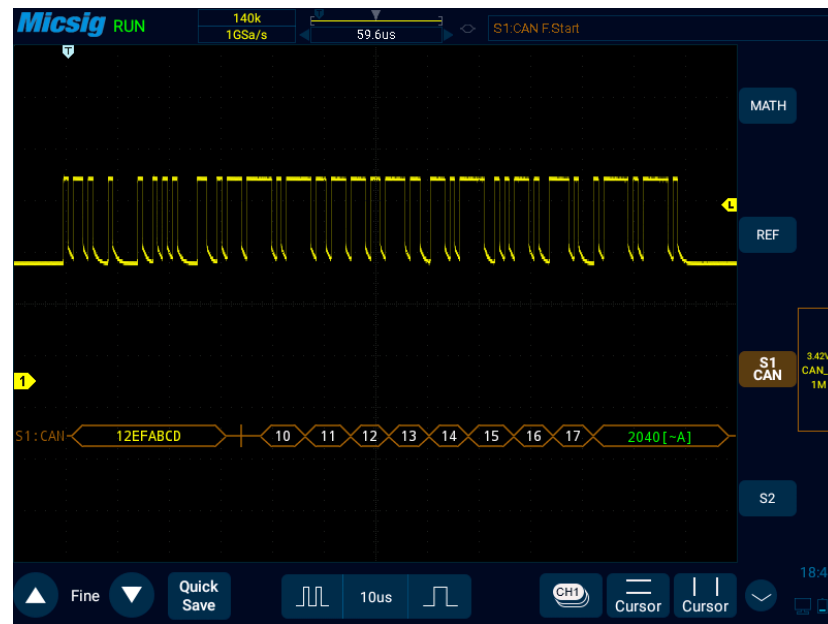 Micsig RUN 140k 1GSa/s 59.6us S1:CAN F.Start
T
MATH
L
REF
1
S1 CAN
3.42V
CAN_
1M
S1:CAN 12EFABCD 10 11 12 13 14 15 16 17 2040[~A]
S2
18:4
Fine
Quick Save
10us
CH1
Cursor
Cursor